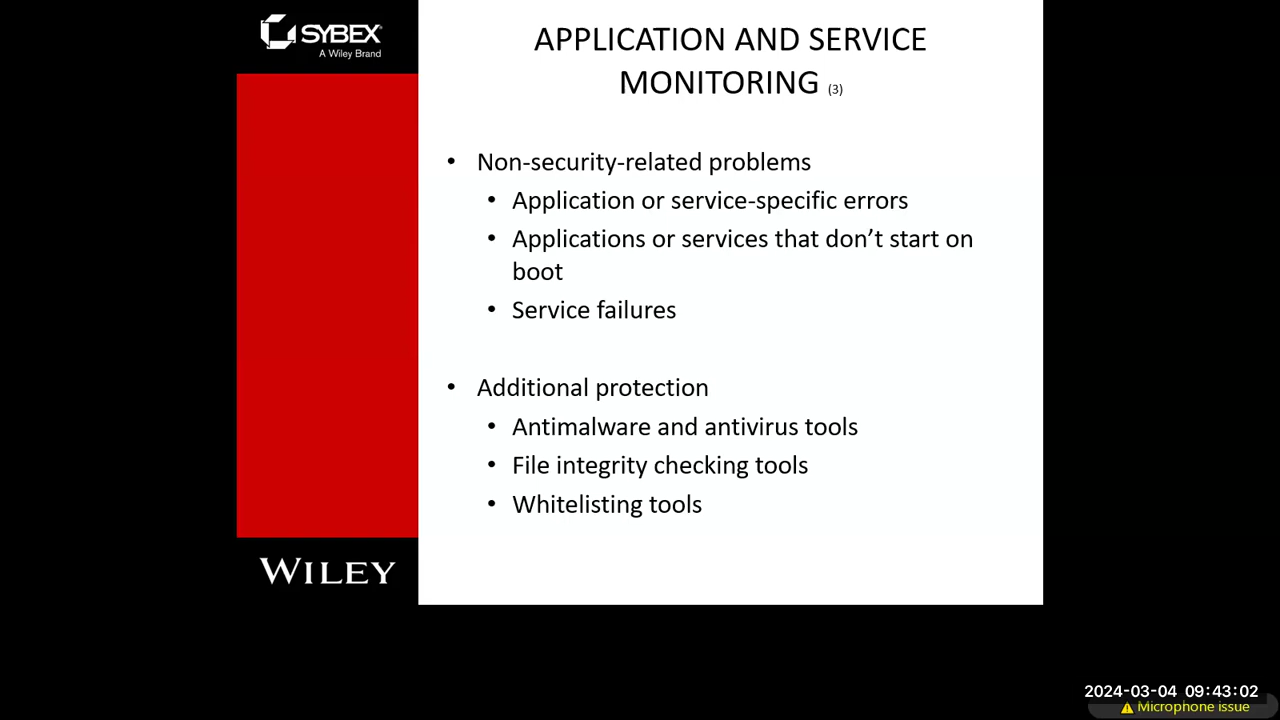 SYBEX
A Wiley Brand
APPLICATION AND SERVICE
MONITORING (3)
• Non-security-related problems
• Application or service-specific errors
• Applications or services that don’t start on
boot
• Service failures
• Additional protection
• Antimalware and antivirus tools
• File integrity checking tools
• Whitelisting tools
WILEY
2024-03-04 09:43:02
Microphone issue